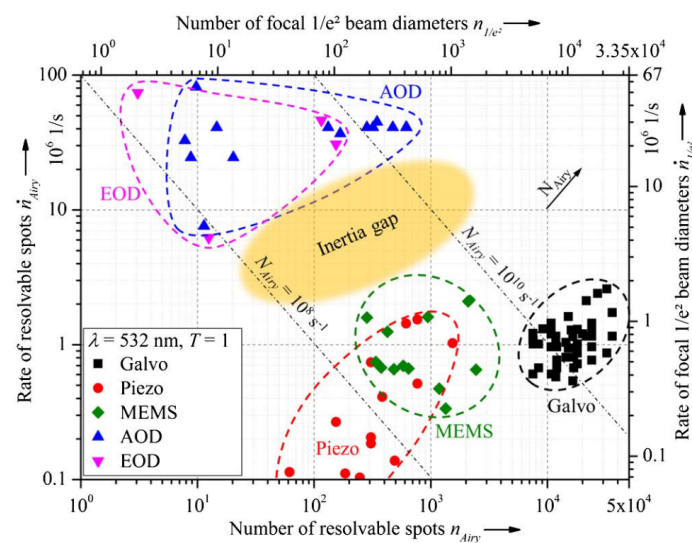 Number of focal 1/e² beam diameters n1/e²
10⁰ 10¹ 10² 10³ 10⁴ 3.35x10⁴
100 67
AOD
10⁶ 1/s
10⁶ 1/s
EOD
Rate of resolvable spots ṅAiry
Rate of focal 1/e² beam diameters ṅ1/e²
NAiry
10 10
Inertia gap
NAiry = 10⁸ s⁻¹
NAiry = 10¹⁰ s⁻¹
λ = 532 nm, T = 1
1 1
Galvo
Piezo
MEMS
AOD
EOD
Galvo
MEMS
Piezo
0.1 0.1
10⁰ 10¹ 10² 10³ 10⁴ 5x10⁴
Number of resolvable spots nAiry